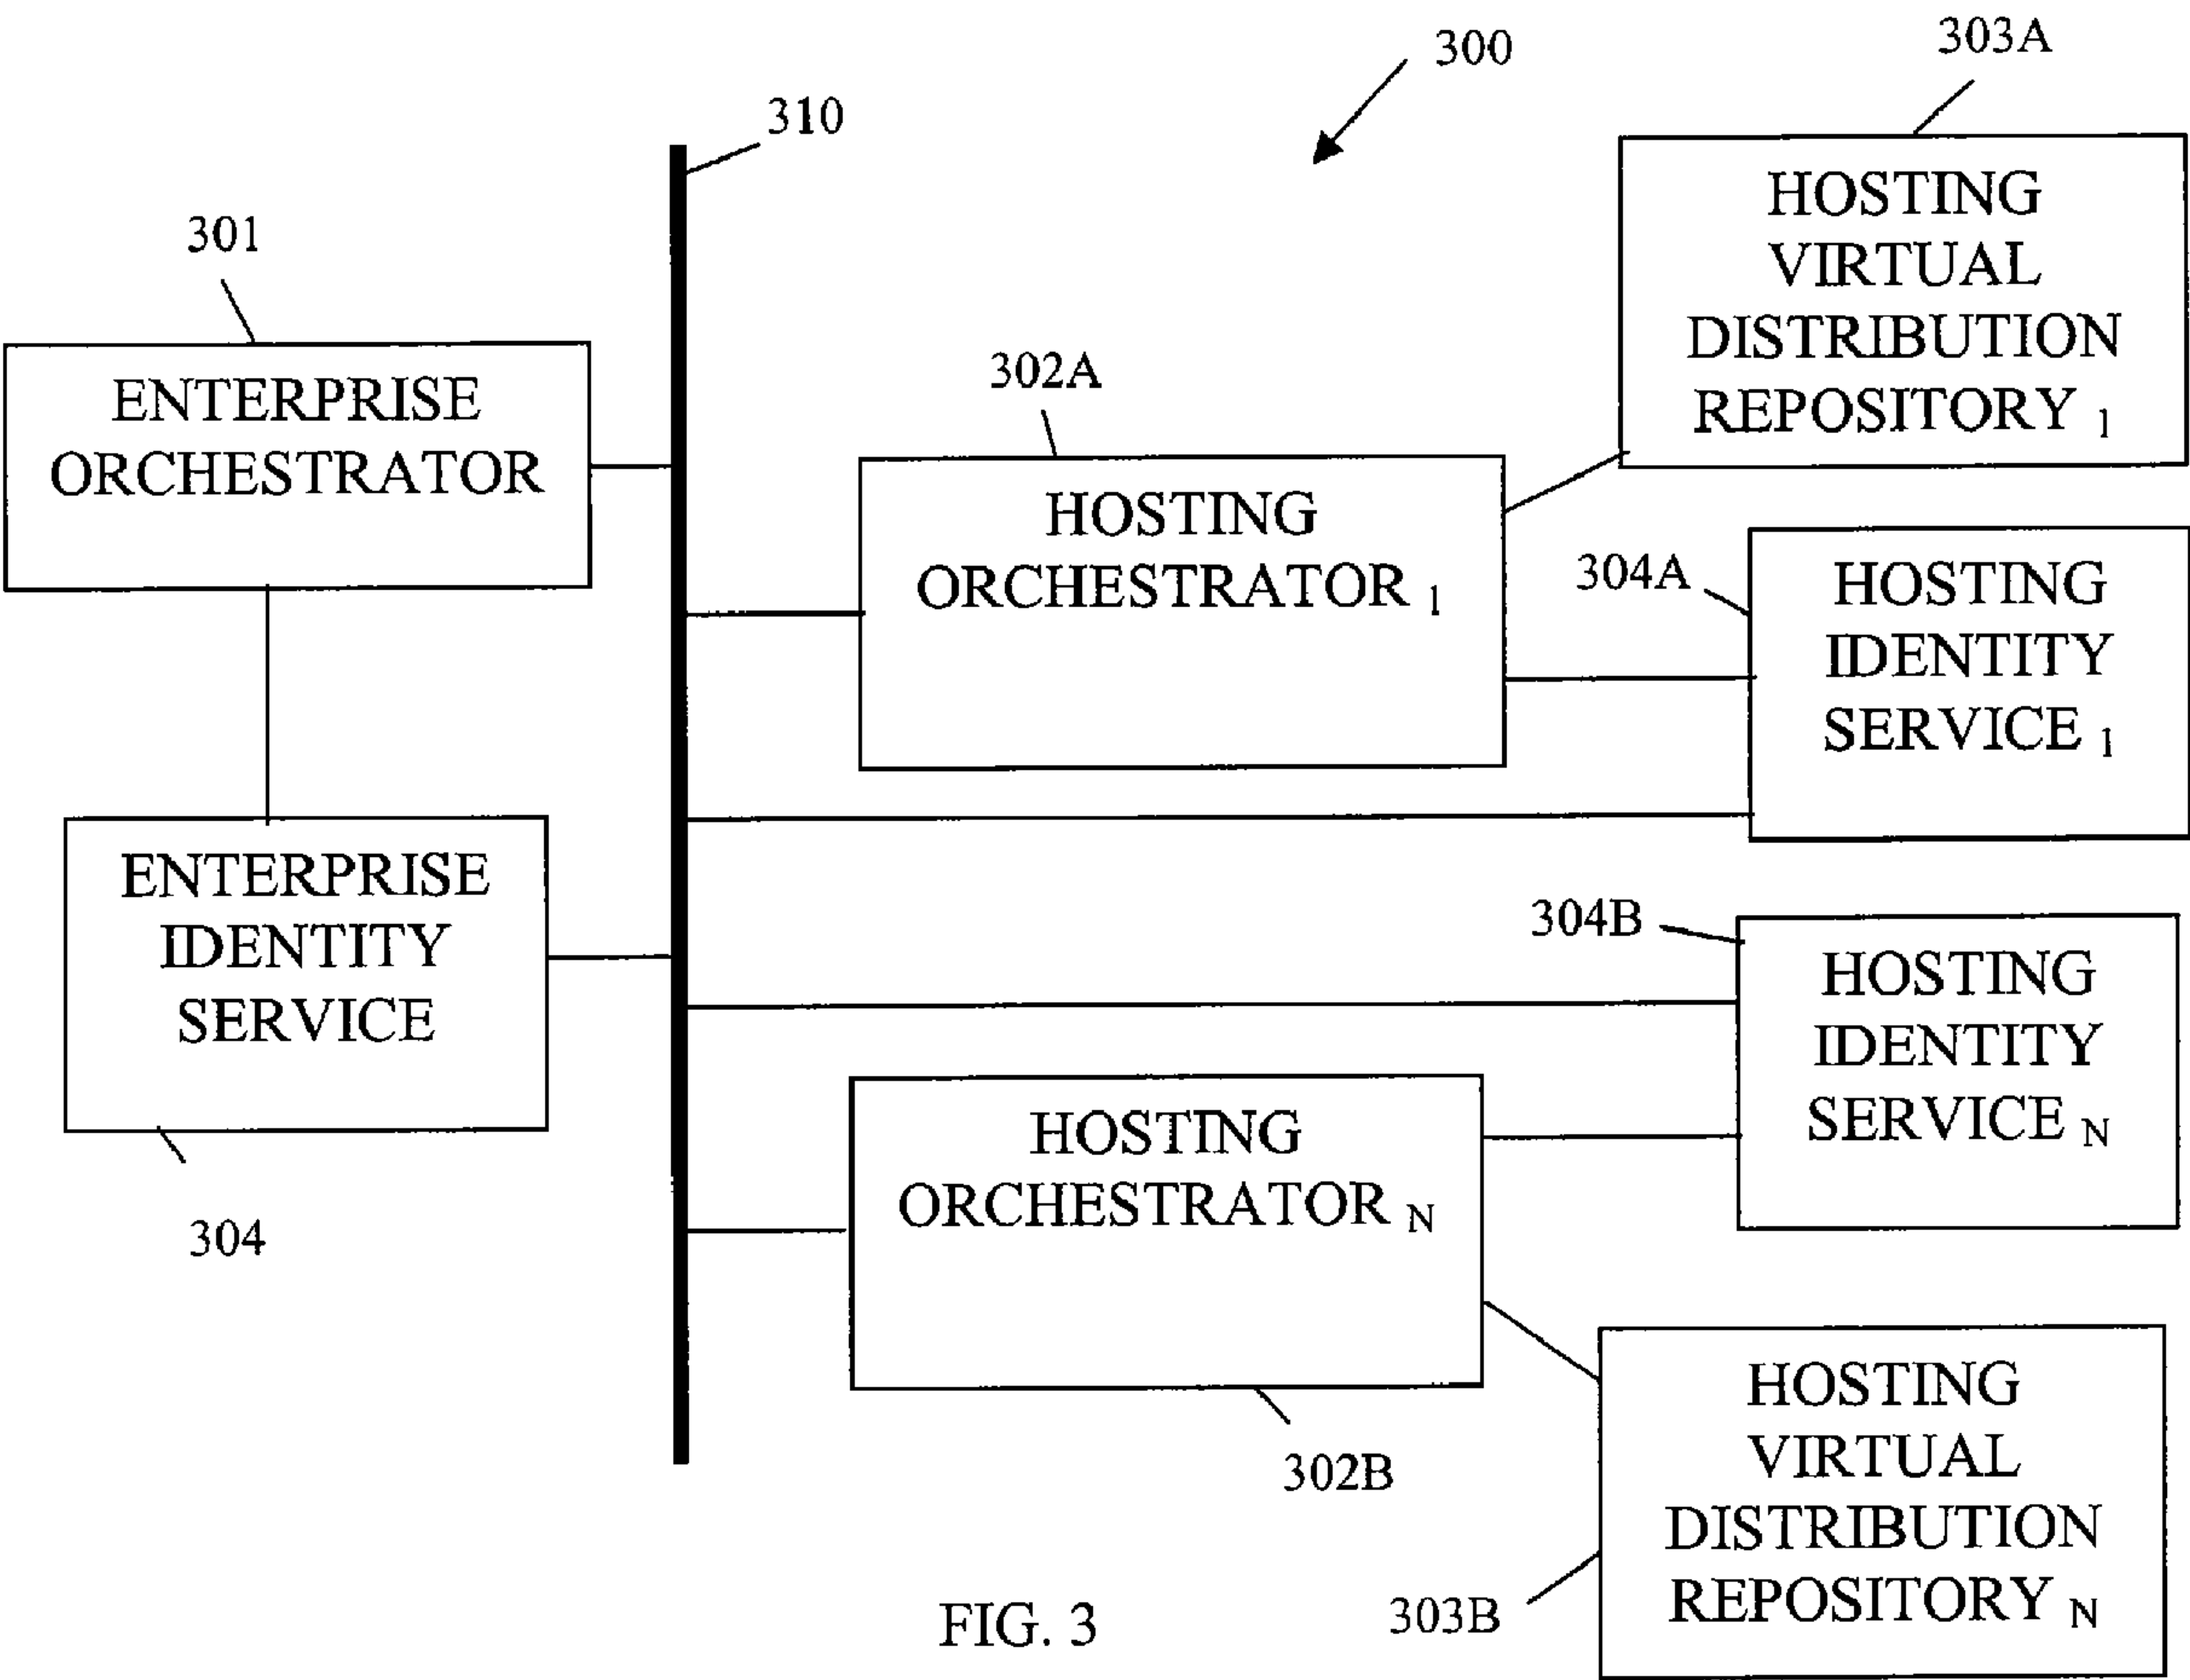 300
303A
310
HOSTING
VIRTUAL
DISTRIBUTION
REPOSITORY 1
301
ENTERPRISE
ORCHESTRATOR
302A
HOSTING
ORCHESTRATOR 1
304A
HOSTING
IDENTITY
SERVICE 1
ENTERPRISE
IDENTITY
SERVICE
304
304B
HOSTING
IDENTITY
SERVICE N
HOSTING
ORCHESTRATOR N
302B
HOSTING
VIRTUAL
DISTRIBUTION
REPOSITORY N
303B
FIG. 3